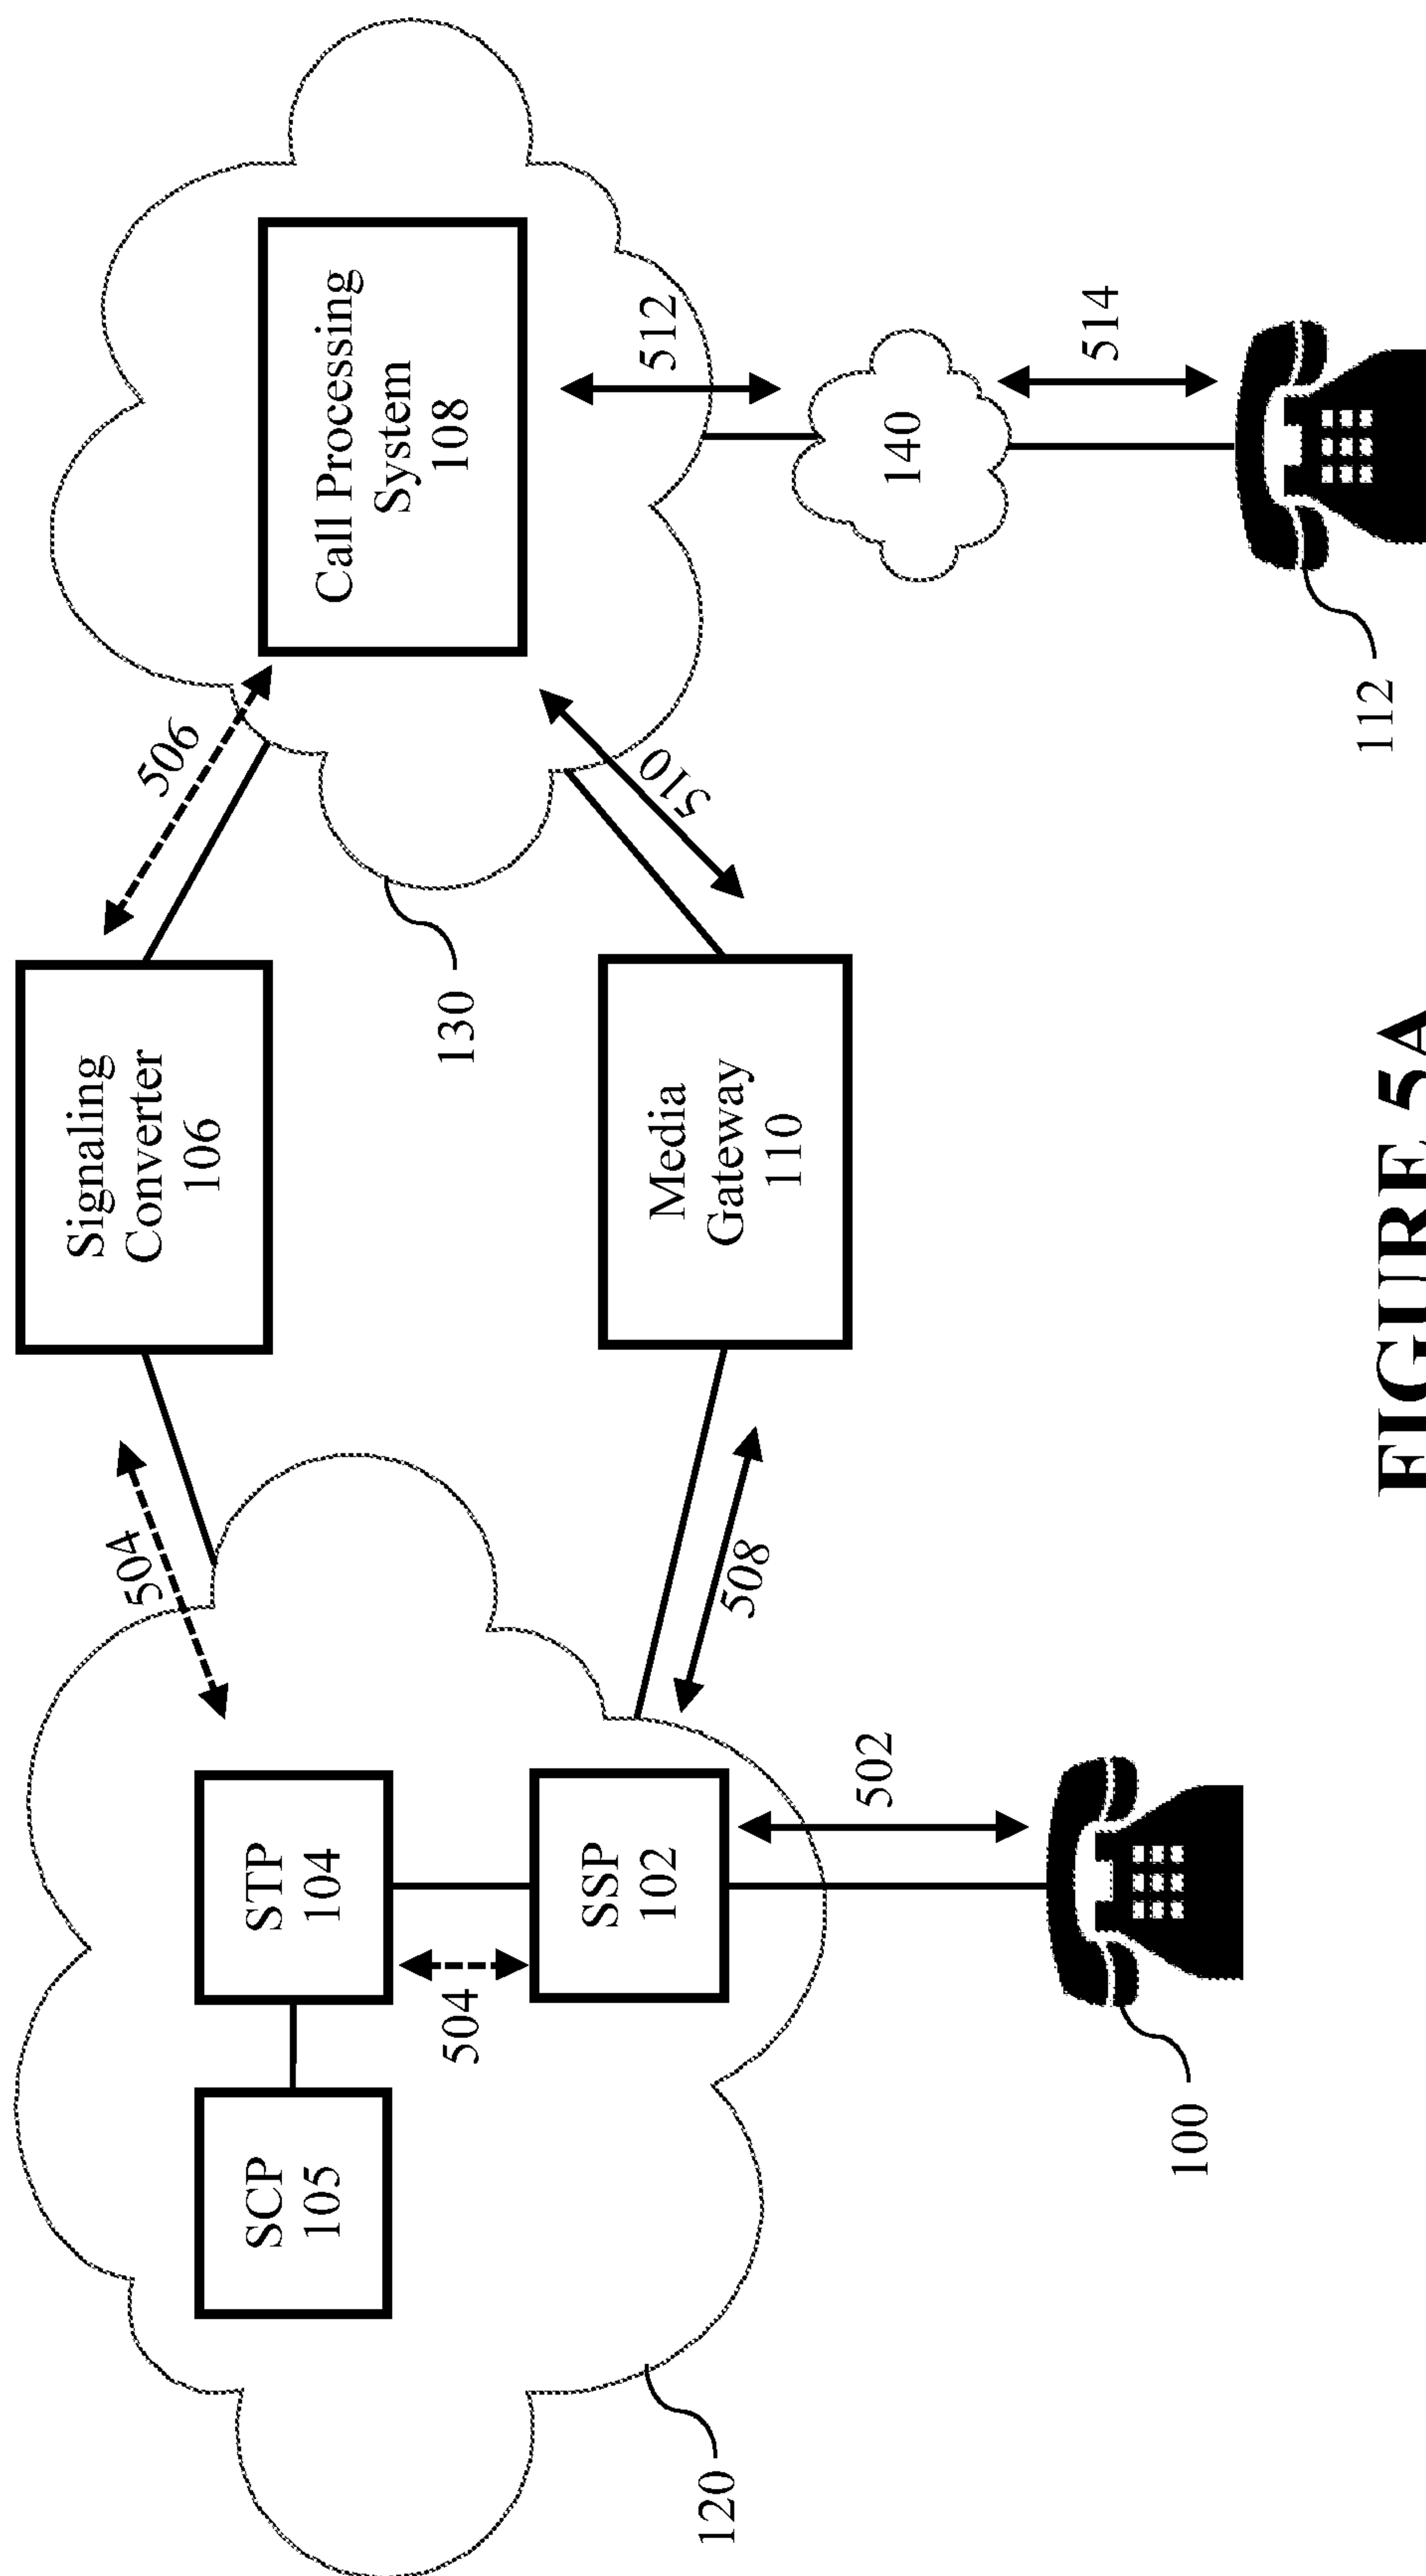 Signaling
Converter
106
Call Processing
System
108
504
506
STP
104
SCP
105
504
SSP
102
Media
Gateway
110
508
510
130
512
140
502
514
120
100
112
FIGURE 5A